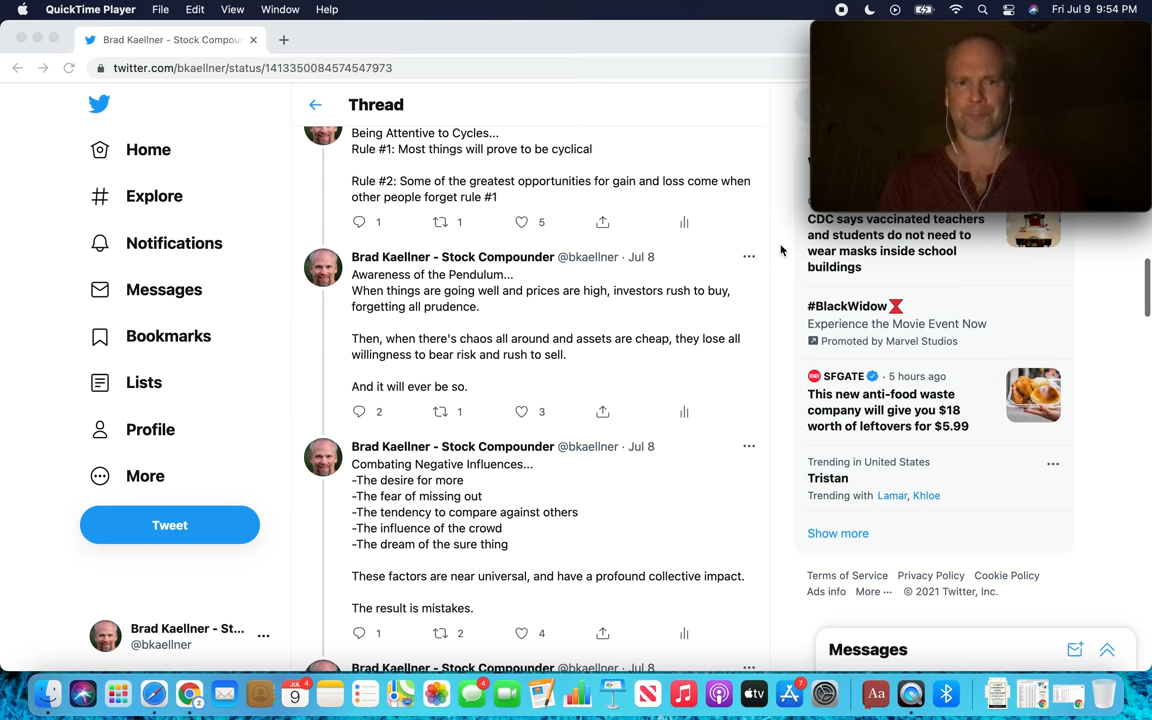 QuickTime Player File Edit View Window Help Fri Jul 9 9:54 PM
Brad Kaellner - Stock Compou
twitter.com/bkaellner/status/1413350084574547973
Home
Explore
Notifications
Messages
Bookmarks
Lists
Profile
More
Tweet
Brad Kaellner - St...
@bkaellner
Thread
Being Attentive to Cycles...
Rule #1: Most things will prove to be cyclical
Rule #2: Some of the greatest opportunities for gain and loss come when
other people forget rule #1
1 1 5
Brad Kaellner - Stock Compounder @bkaellner · Jul 8
Awareness of the Pendulum...
When things are going well and prices are high, investors rush to buy,
forgetting all prudence.
Then, when there's chaos all around and assets are cheap, they lose all
willingness to bear risk and rush to sell.
And it will ever be so.
2 1 3
Brad Kaellner - Stock Compounder @bkaellner · Jul 8
Combating Negative Influences...
-The desire for more
-The fear of missing out
-The tendency to compare against others
-The influence of the crowd
-The dream of the sure thing
These factors are near universal, and have a profound collective impact.
The result is mistakes.
1 2 4
Brad Kaellner - Stock Compounder @bkaellner · Jul 8
CDC says vaccinated teachers
and students do not need to
wear masks inside school
buildings
#BlackWidow
Experience the Movie Event Now
Promoted by Marvel Studios
SFGATE · 5 hours ago
This new anti-food waste
company will give you $18
worth of leftovers for $5.99
Trending in United States
Tristan
Trending with Lamar, Khloe
Show more
Terms of Service Privacy Policy Cookie Policy
Ads info More ··· © 2021 Twitter, Inc.
Messages
JUL 4
9
2
4
tv
7
Aa